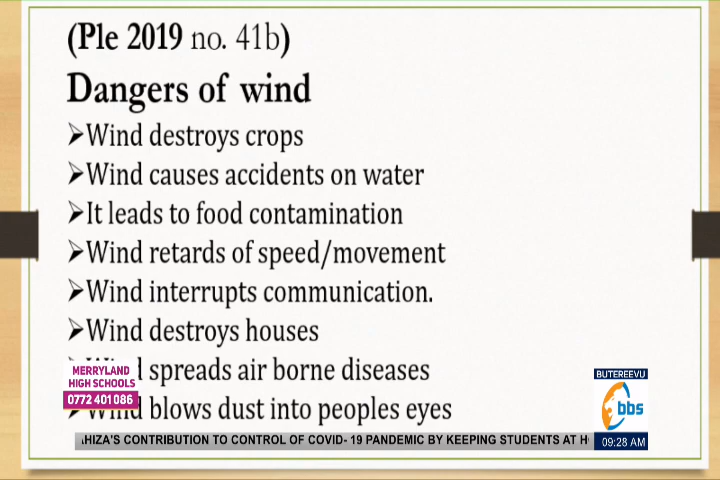 (Ple 2019 no. 41b)
Dangers of wind
➢Wind destroys crops
➢Wind causes accidents on water
➢It leads to food contamination
➢Wind retards of speed/movement
➢Wind interrupts communication.
➢Wind destroys houses
➢Wind spreads air borne diseases
➢Wind blows dust into peoples eyes
MERRYLAND
HIGH SCHOOLS
0772 401 086
BUTEREEVU
bbs
HIZA'S CONTRIBUTION TO CONTROL OF COVID- 19 PANDEMIC BY KEEPING STUDENTS AT
09:28 AM